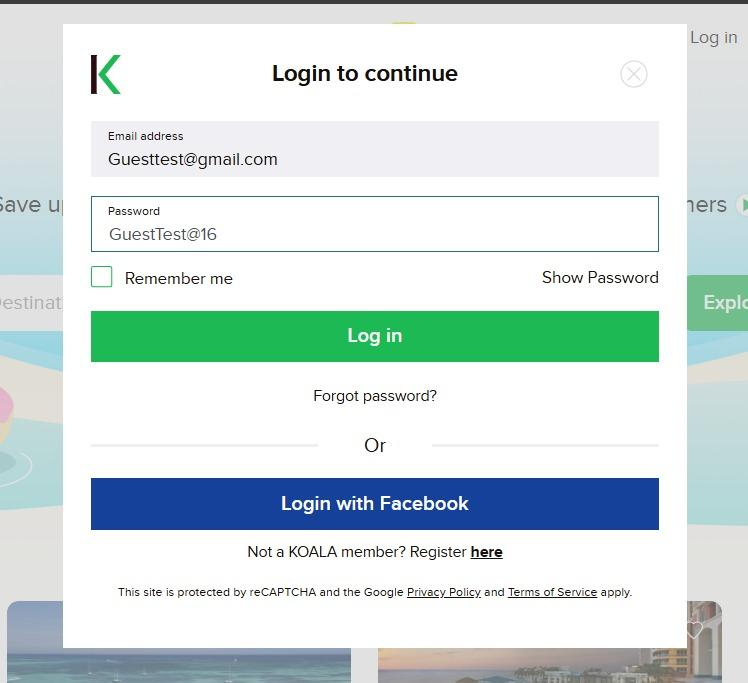 Log in
K
Login to continue
Email address
Guesttest@gmail.com
Save up
ners
Password
GuestTest@16
Remember me
Show Password
Destinat
Explo
Log in
Forgot password?
Or
Login with Facebook
Not a KOALA member? Register here
This site is protected by reCAPTCHA and the Google Privacy Policy and Terms of Service apply.